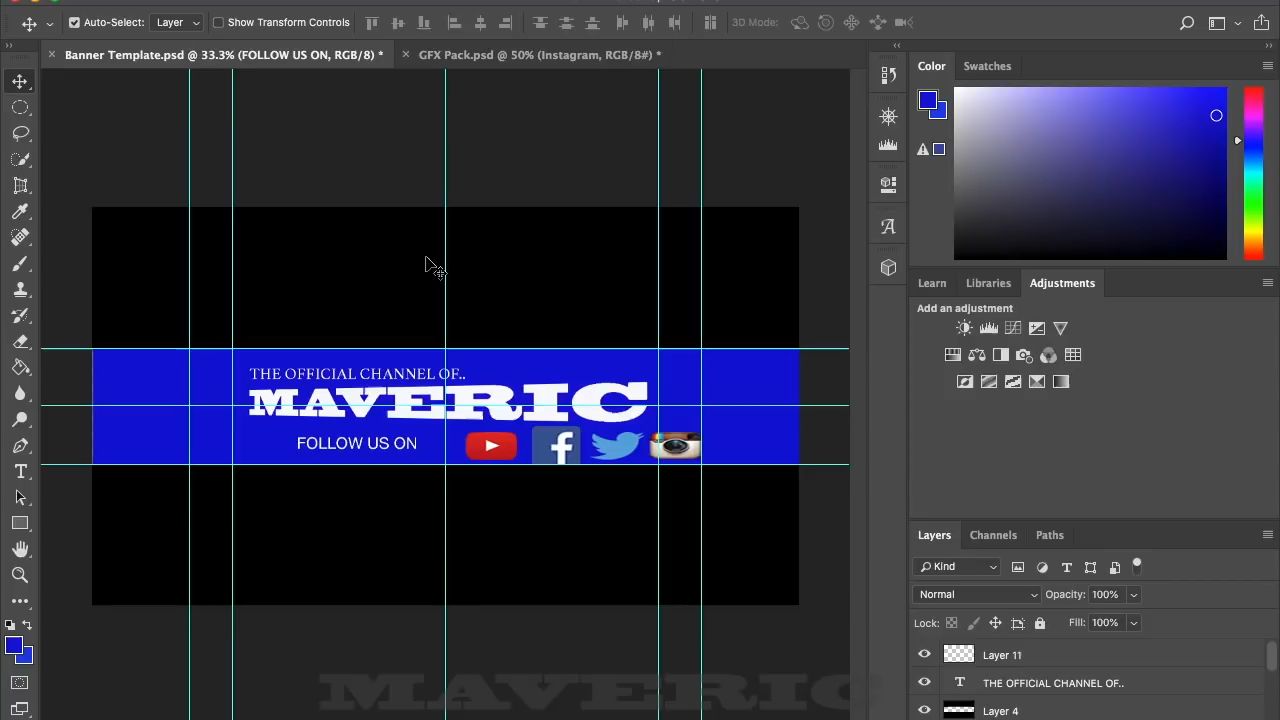 Auto-Select: Layer Show Transform Controls 3D Mode:
Banner Template.psd @ 33.3% (FOLLOW US ON, RGB/8) * GFX Pack.psd @ 50% (Instagram, RGB/8#) *
Color Swatches
THE OFFICIAL CHANNEL OF..
MAVERIC
FOLLOW US ON
Learn Libraries Adjustments
Add an adjustment
Layers Channels Paths
Kind
Normal Opacity: 100%
Lock: Fill: 100%
Layer 11
THE OFFICIAL CHANNEL OF..
Layer 4
MAVERIC